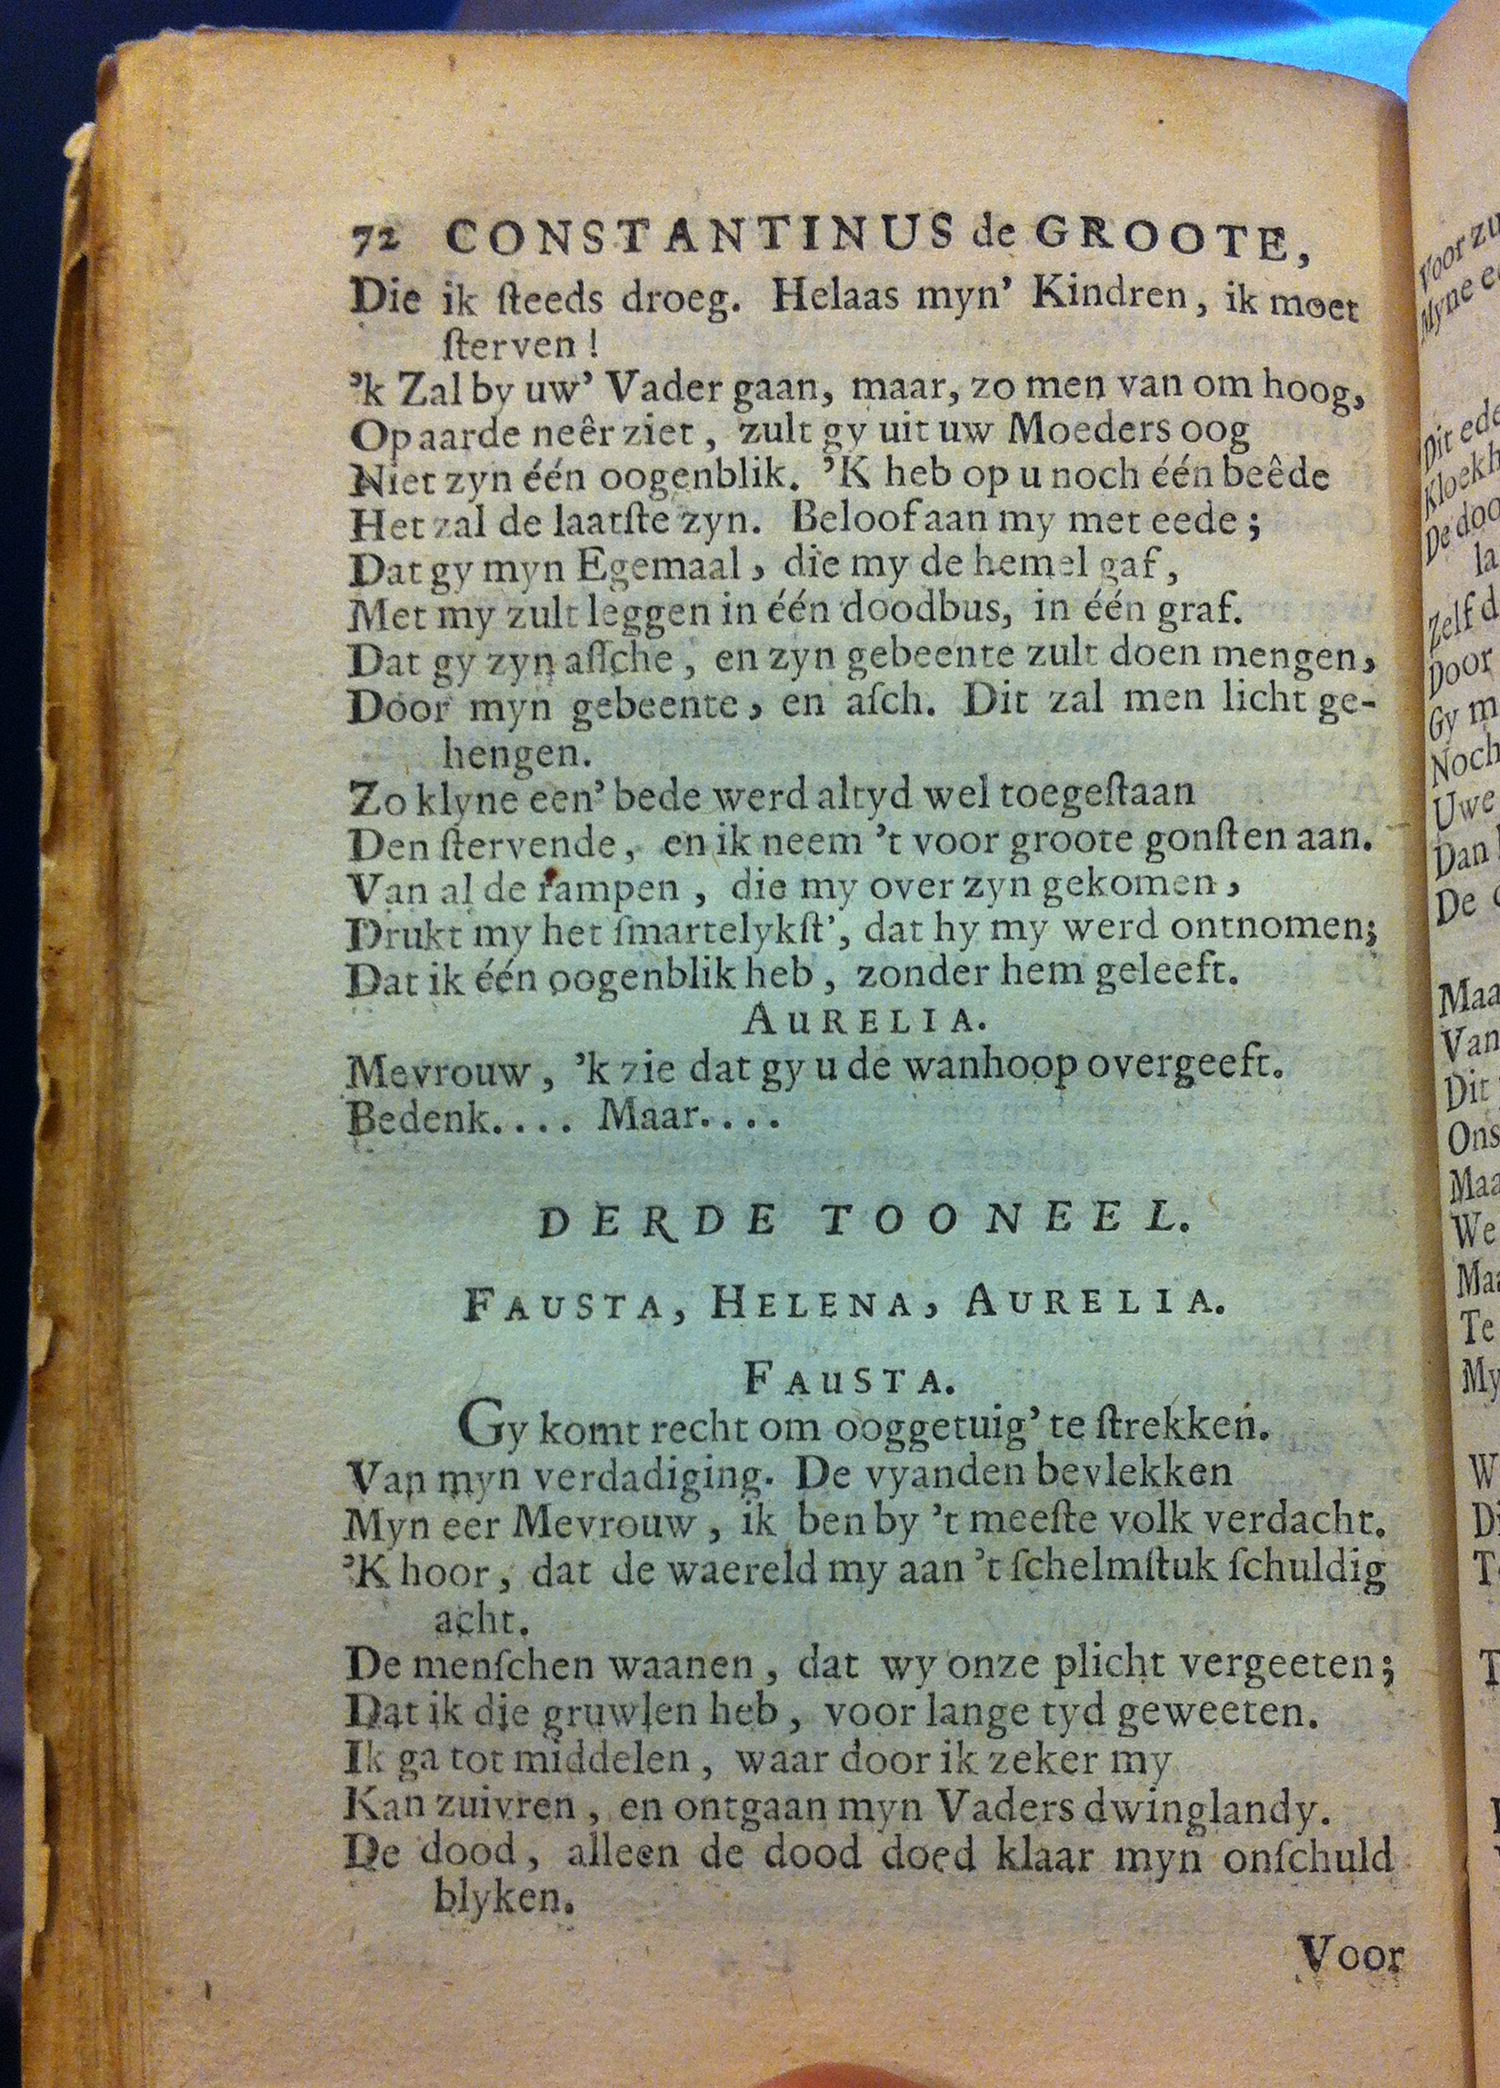 72 CONSTANTINUS de GROOTE,
Die ik ſteeds droeg. Helaas myn' Kindren, ik moet
ſterven!
'k Zal by uw' Vader gaan, maar, zo men van om hoog,
Op aarde neêr ziet, zult gy uit uw Moeders oog
Niet zyn één oogenblik. 'K heb op u noch één beêde
Het zal de laatſte zyn. Beloof aan my met eede;
Dat gy myn Egemaal, die my de hemel gaf,
Met my zult leggen in één doodbus, in één graf.
Dat gy zyn aſſche, en zyn gebeente zult doen mengen,
Door myn gebeente, en aſch. Dit zal men licht ge-
hengen.
Zo klyne een' bede werd altyd wel toegeſtaan
Den ſtervende, en ik neem 't voor groote gonſten aan.
Van al de rampen, die my over zyn gekomen,
Drukt my het ſmartelykſt', dat hy my werd ontnomen;
Dat ik één oogenblik heb, zonder hem geleeft.
AURELIA.
Mevrouw, 'k zie dat gy u de wanhoop overgeeft.
Bedenk.... Maar....
DERDE TOONEEL.
FAUSTA, HELENA, AURELIA.
FAUSTA.
Gy komt recht om ooggetuig' te ſtrekken.
Van myn verdadiging. De vyanden bevlekken
Myn eer Mevrouw, ik ben by 't meeſte volk verdacht.
'K hoor, dat de waereld my aan 't ſchelmſtuk ſchuldig
acht.
De menſchen waanen, dat wy onze plicht vergeeten;
Dat ik die gruwlen heb, voor lange tyd geweeten.
Ik ga tot middelen, waar door ik zeker my
Kan zuivren, en ontgaan myn Vaders dwinglandy.
De dood, alleen de dood doed klaar myn onſchuld
blyken.
Voor